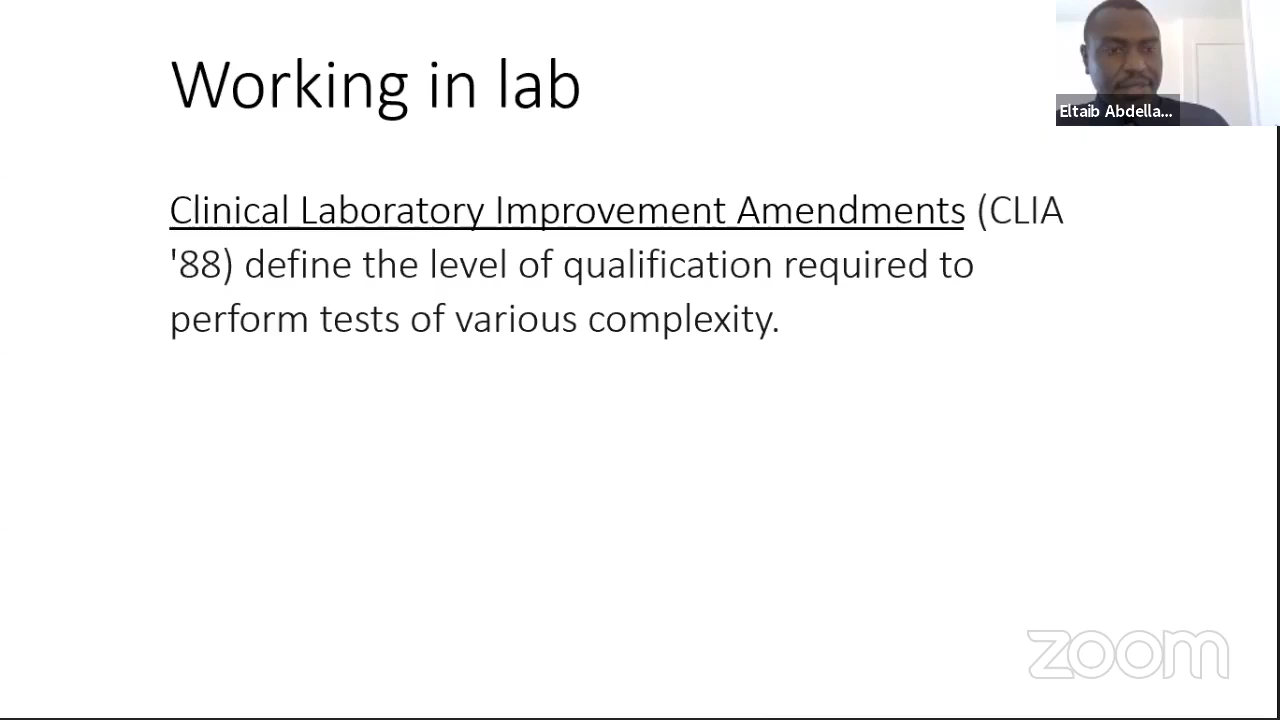 Working in lab
Eltaib Abdella...
Clinical Laboratory Improvement Amendments (CLIA
'88) define the level of qualification required to
perform tests of various complexity.
zoom